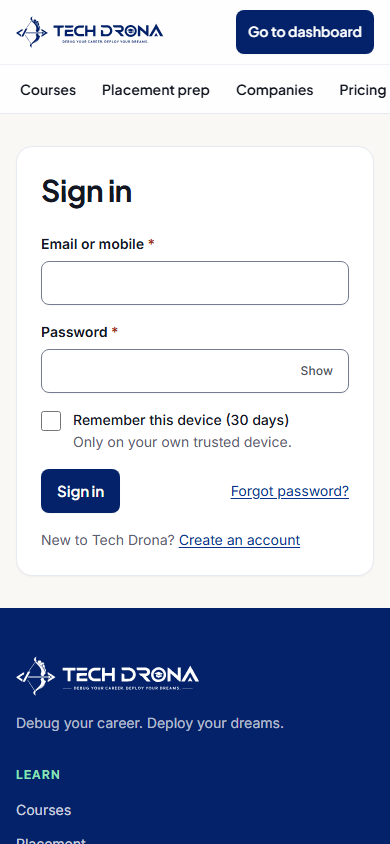 TECH DRONA
DEBUG YOUR CAREER. DEPLOY YOUR DREAMS.
Go to dashboard
Courses Placement prep Companies Pricing
Sign in
Email or mobile *
Password *
Show
Remember this device (30 days)
Only on your own trusted device.
Sign in Forgot password?
New to Tech Drona? Create an account
TECH DRONA
DEBUG YOUR CAREER. DEPLOY YOUR DREAMS.
Debug your career. Deploy your dreams.
LEARN
Courses
Placement